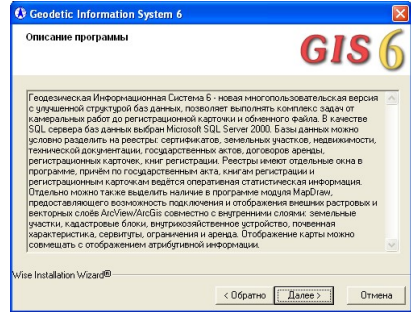 Geodetic Information System 6
Описание программы
GIS 6
Геодезическая Информационная Система 6 - новая многопользовательская версия
с улучшенной структурой баз данных, позволяет выполнять комплекс задач от
камеральных работ до регистрационной карточки и обменного файла. В качестве
SQL сервера баз данных выбран Microsoft SQL Server 2000. Базы данных можно
условно разделить на реестры: сертификатов, земельных участков, недвижимости,
технической документации, государственных актов, договоров аренды,
регистрационных карточек, книг регистрации. Реестры имеют отдельные окна в
программе, причём по государственным акта, книгам регистрации и
регистрационным карточкам ведётся оперативная статистическая информация.
Отдельно можно также выделить наличие в программе модуля MapDraw,
предоставляющего возможность подключения и отображения внешних растровых и
векторных слоёв ArcView/ArcGis совместно с внутренними слоями: земельные
участки, кадастровые блоки, внутрихозяйственное устройство, почвенная
характеристика, сервитуты, ограничения и аренда. Отображение карты можно
совмещать с отображением атрибутивной информации.
Wise Installation Wizard®
< Обратно
Далее >
Отмена